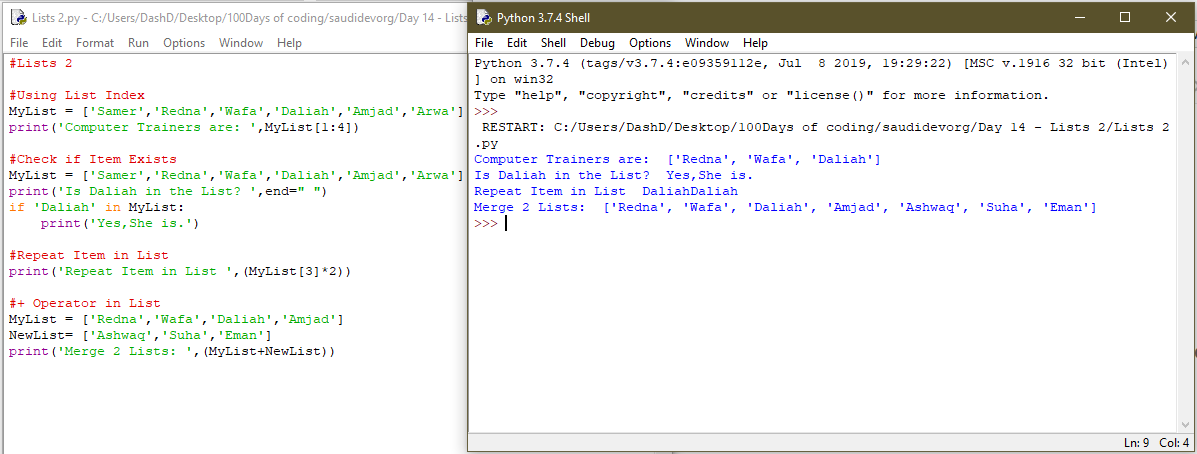 Lists 2.py - C:/Users/DashD/Desktop/100Days of coding/saudidevorg/Day 14 - Lists
File Edit Format Run Options Window Help
#Lists 2
#Using List Index
MyList = ['Samer','Redna','Wafa','Daliah','Amjad','Arwa']
print('Computer Trainers are: ',MyList[1:4])
#Check if Item Exists
MyList = ['Samer','Redna','Wafa','Daliah','Amjad','Arwa']
print('Is Daliah in the List? ',end=" ")
if 'Daliah' in MyList:
    print('Yes,She is.')
#Repeat Item in List
print('Repeat Item in List ',(MyList[3]*2))
#+ Operator in List
MyList = ['Redna','Wafa','Daliah','Amjad']
NewList= ['Ashwaq','Suha','Eman']
print('Merge 2 Lists: ',(MyList+NewList))
Python 3.7.4 Shell
File Edit Shell Debug Options Window Help
Python 3.7.4 (tags/v3.7.4:e09359112e, Jul  8 2019, 19:29:22) [MSC v.1916 32 bit (Intel)
] on win32
Type "help", "copyright", "credits" or "license()" for more information.
>>>
 RESTART: C:/Users/DashD/Desktop/100Days of coding/saudidevorg/Day 14 - Lists 2/Lists 2
.py
Computer Trainers are:  ['Redna', 'Wafa', 'Daliah']
Is Daliah in the List?  Yes,She is.
Repeat Item in List  DaliahDaliah
Merge 2 Lists:  ['Redna', 'Wafa', 'Daliah', 'Amjad', 'Ashwaq', 'Suha', 'Eman']
>>>
Ln: 9 Col: 4